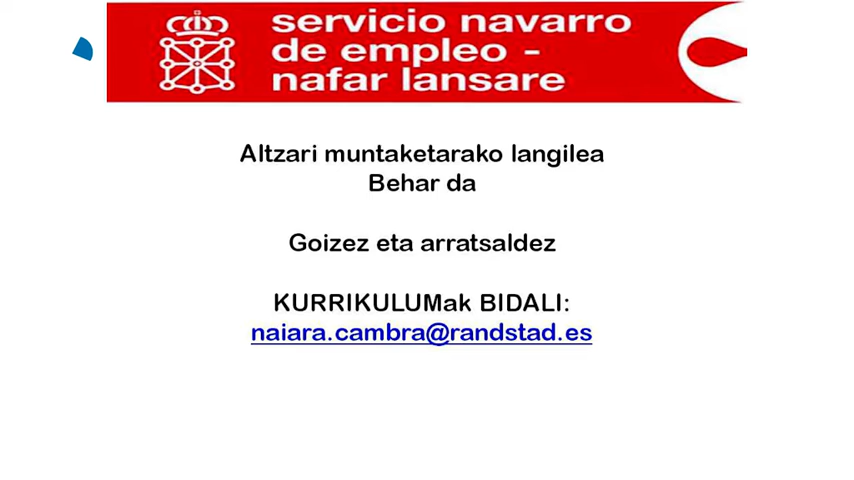 servicio navarro
de empleo -
nafar lansare
Altzari muntaketarako langilea
Behar da
Goizez eta arratsaldez
KURRIKULUMak BIDALI:
naiara.cambra@randstad.es